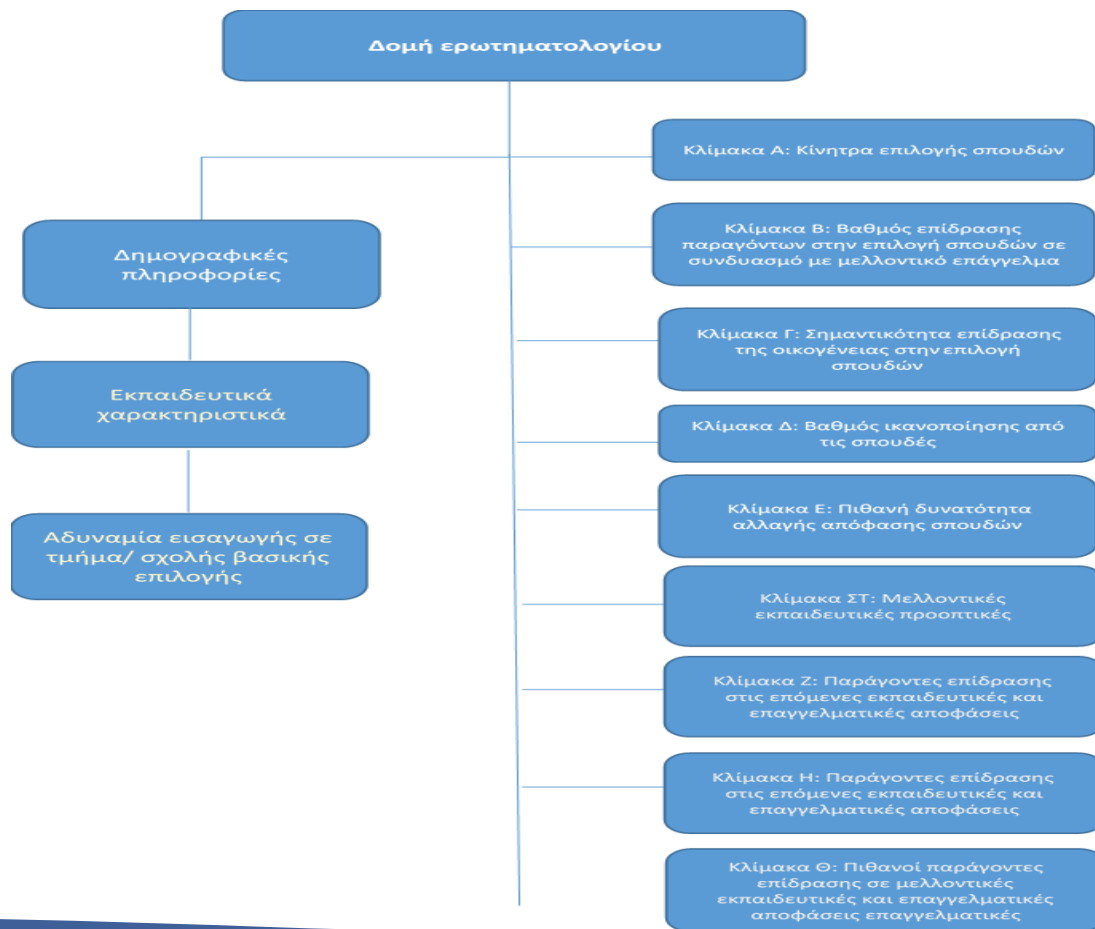 Δομή ερωτηματολογίου
Δημογραφικές
πληροφορίες
Εκπαιδευτικά
χαρακτηριστικά
Αδυναμία εισαγωγής σε
τμήμα/ σχολής βασικής
επιλογής
Κλίμακα Α: Κίνητρα επιλογής σπουδών
Κλίμακα Β: Βαθμός επίδρασης
παραγόντων στην επιλογή σπουδών σε
συνδυασμό με μελλοντικό επάγγελμα
Κλίμακα Γ: Σημαντικότητα επίδρασης
της οικογένειας στην επιλογή
σπουδών
Κλίμακα Δ: Βαθμός ικανοποίησης από
τις σπουδές
Κλίμακα Ε: Πιθανή δυνατότητα
αλλαγής απόφασης σπουδών
Κλίμακα ΣΤ: Μελλοντικές
εκπαιδευτικές προοπτικές
Κλίμακα Ζ: Παράγοντες επίδρασης
στις επόμενες εκπαιδευτικές και
επαγγελματικές αποφάσεις
Κλίμακα Η: Παράγοντες επίδρασης
στις επόμενες εκπαιδευτικές και
επαγγελματικές αποφάσεις
Κλίμακα Θ: Πιθανοί παράγοντες
επίδρασης σε μελλοντικές
εκπαιδευτικές και επαγγελματικές
αποφάσεις επαγγελματικές